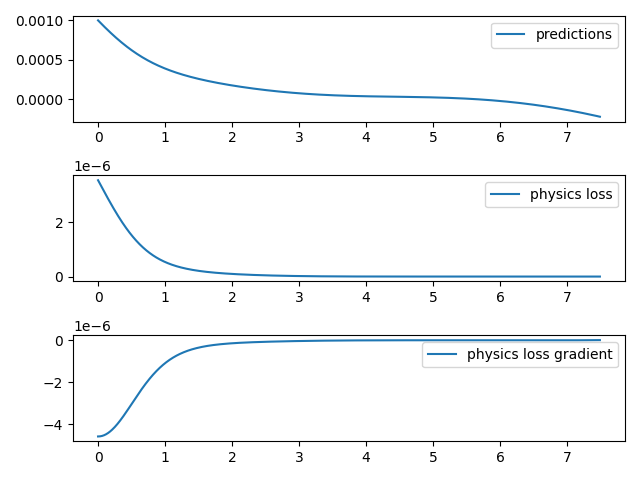 0.0010
predictions
0.0005
0.0000
0 1 2 3 4 5 6 7
1e−6
physics loss
2
0
0 1 2 3 4 5 6 7
1e−6
0
physics loss gradient
−2
−4
0 1 2 3 4 5 6 7